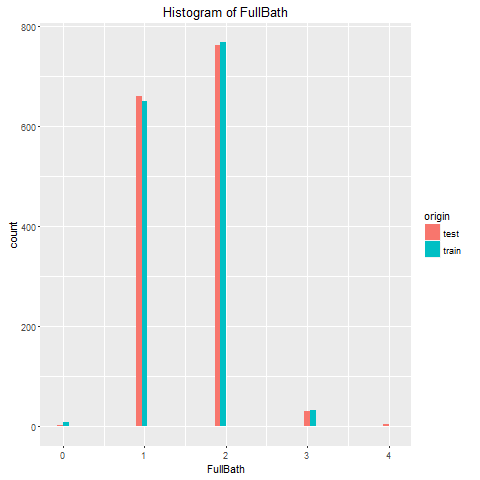 Histogram of FullBath
800
600
400
200
0
count
0 1 2 3 4
FullBath
origin
test
train